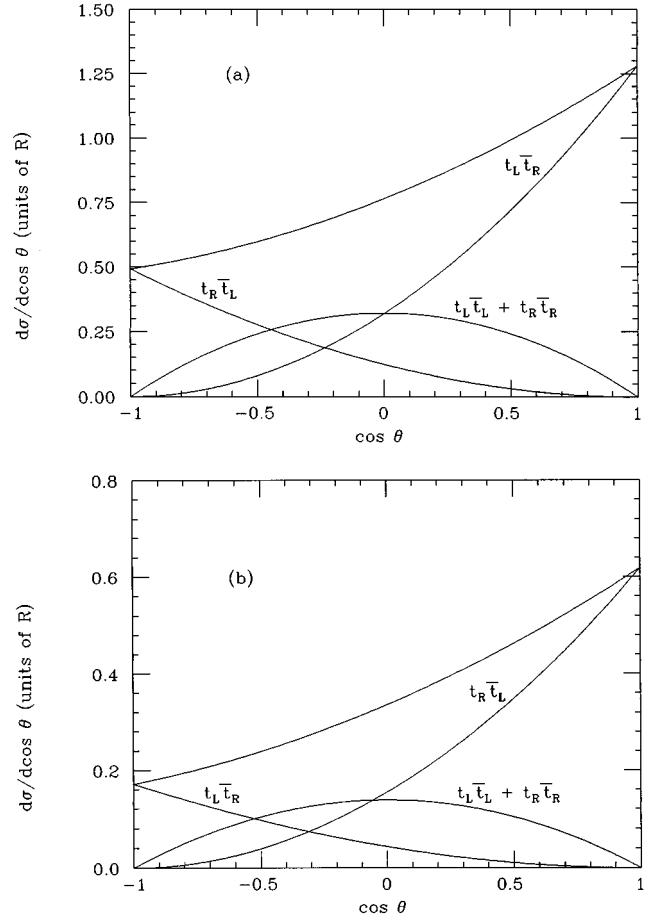 1.50
1.25
1.00
0.75
0.50
0.25
0.00
(a)
t_L t̅_R
t_R t̅_L
t_L t̅_L + t_R t̅_R
−1
−0.5
0
0.5
1
cos θ
dσ/dcos θ (units of R)
0.8
0.6
0.4
0.2
0.0
(b)
t_R t̅_L
t_L t̅_R
t_L t̅_L + t_R t̅_R
−1
−0.5
0
0.5
1
cos θ
dσ/dcos θ (units of R)